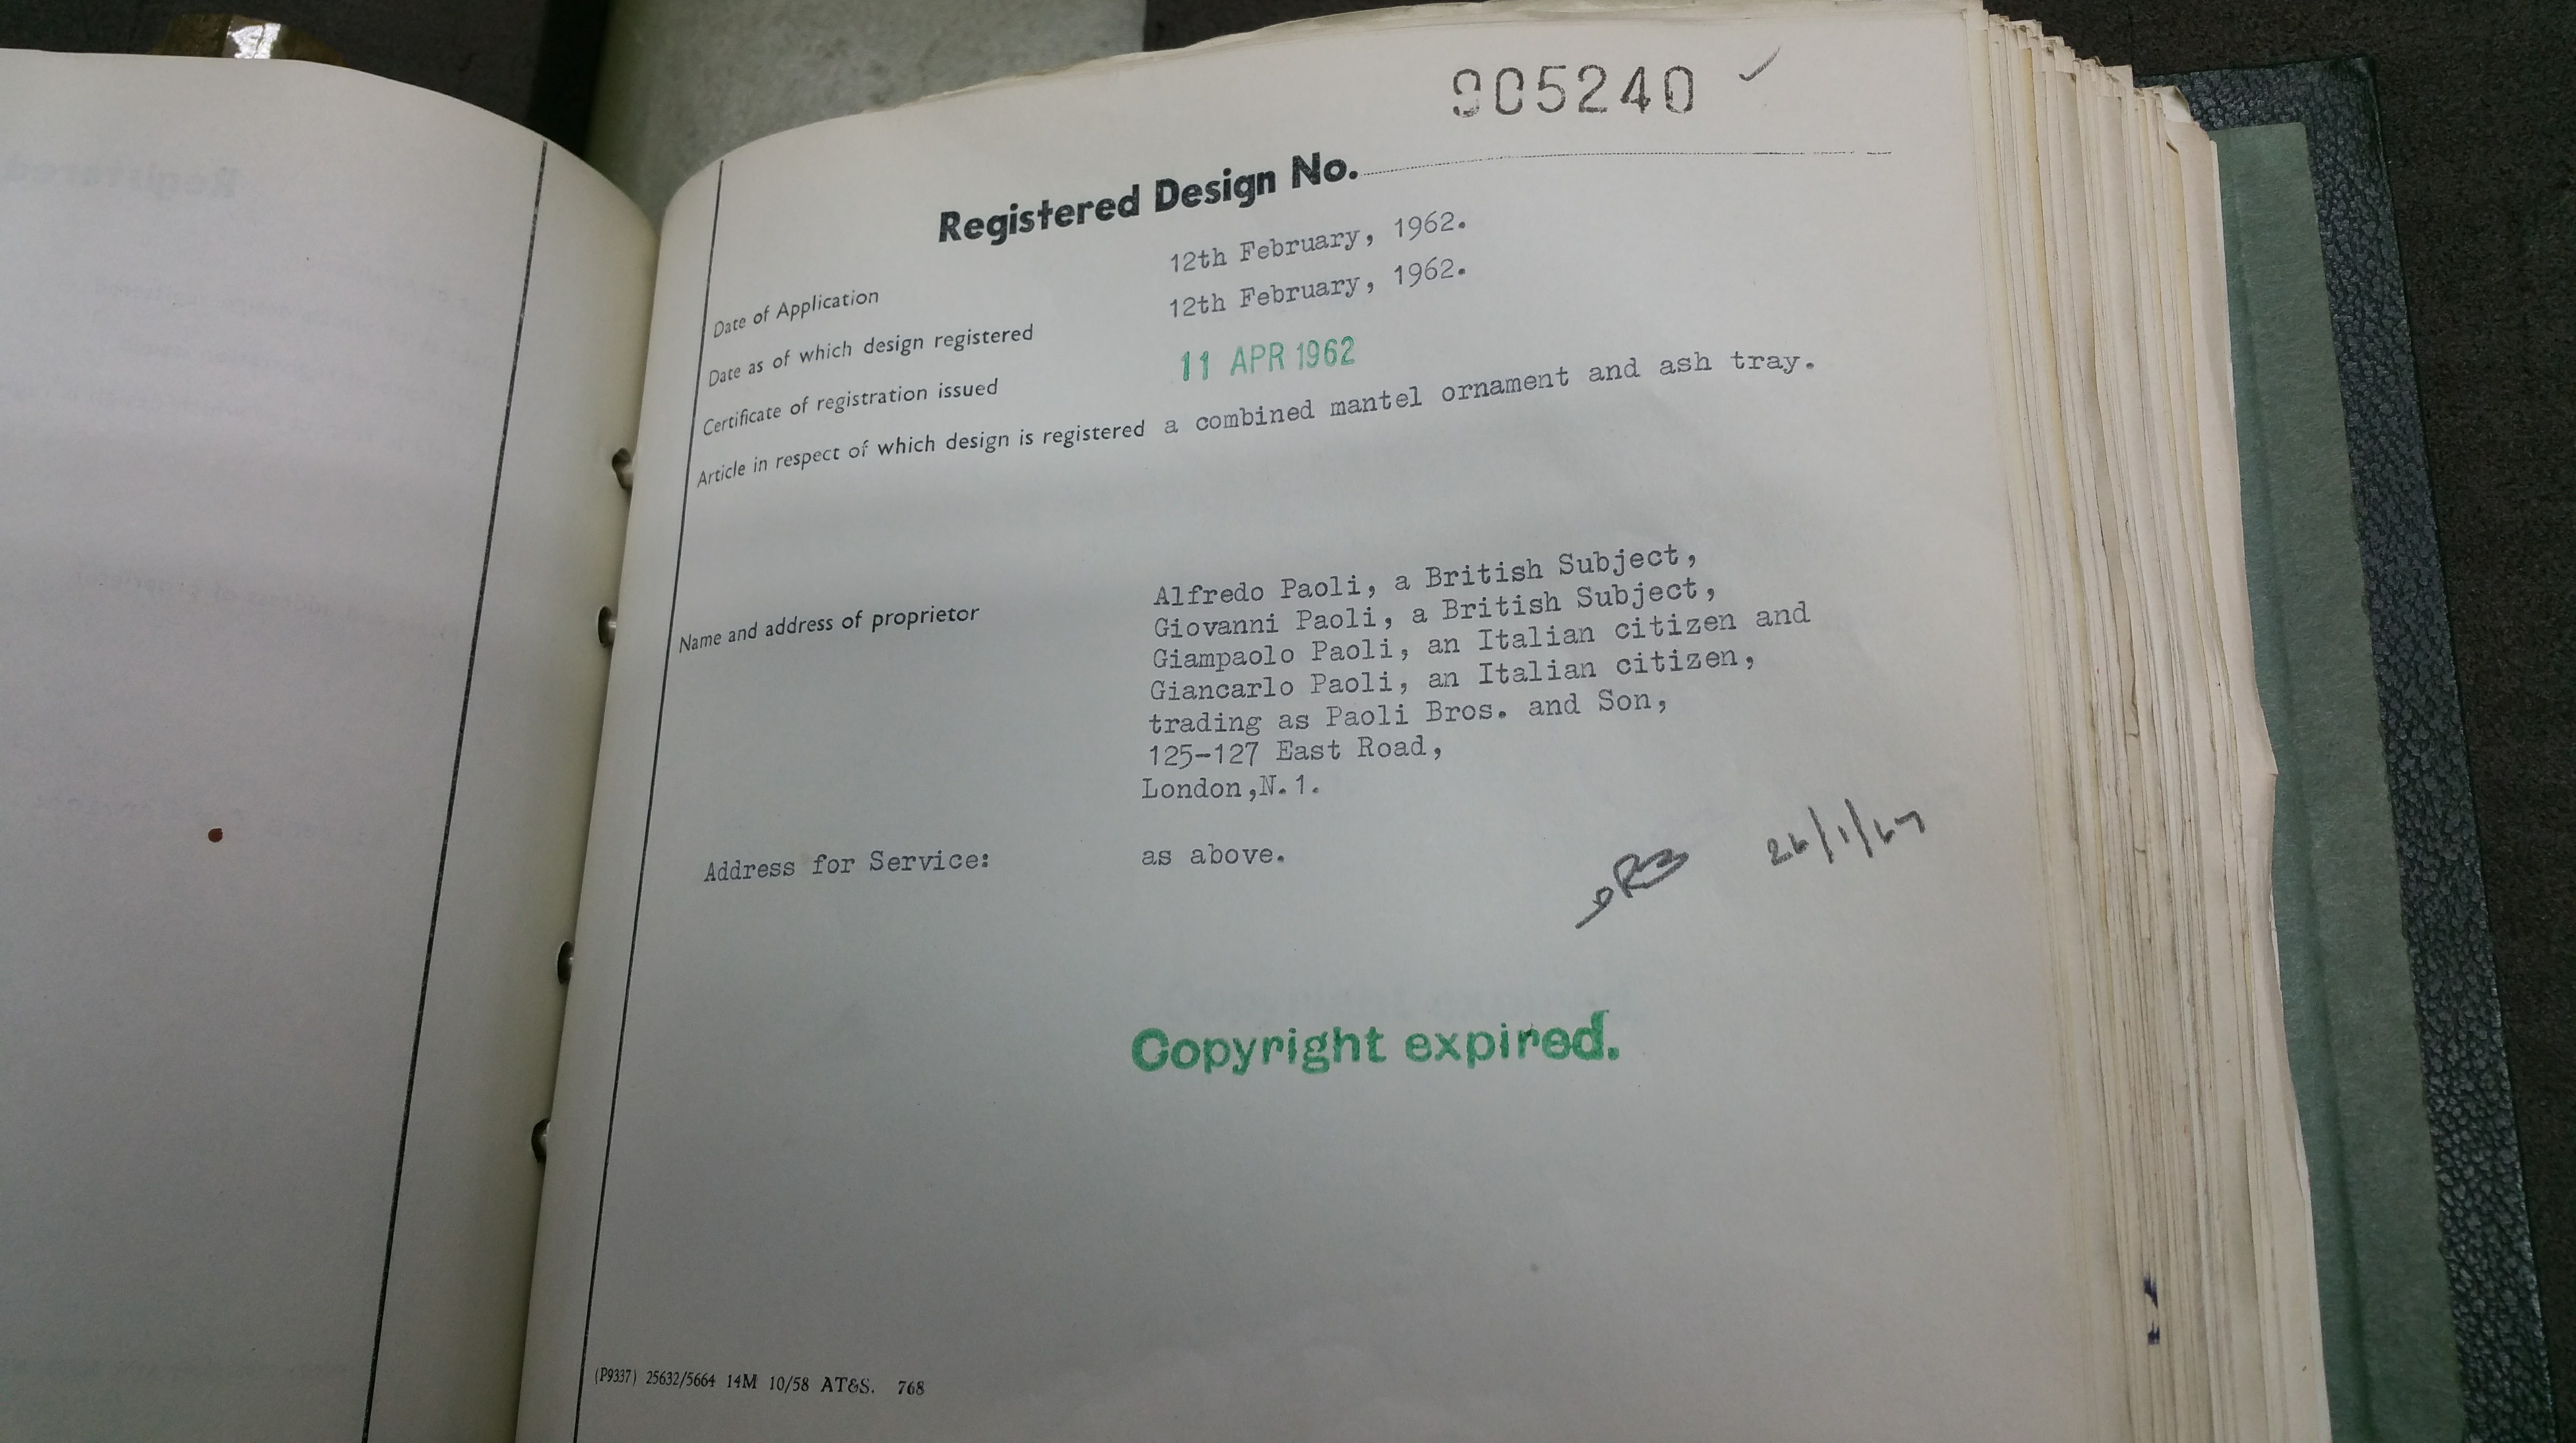 905240 ✓
Registered Design No.
Date of Application 12th February, 1962.
Date as of which design registered 12th February, 1962.
Certificate of registration issued 11 APR 1962
Article in respect of which design is registered a combined mantel ornament and ash tray.
Name and address of proprietor Alfredo Paoli, a British Subject,
Giovanni Paoli, a British Subject,
Giampaolo Paoli, an Italian citizen and
Giancarlo Paoli, an Italian citizen,
trading as Paoli Bros. and Son,
125-127 East Road,
London,N.1.
Address for Service: as above.
26/1/67
Copyright expired.
(P9337) 25632/5664 14M 10/58 AT&S. 768